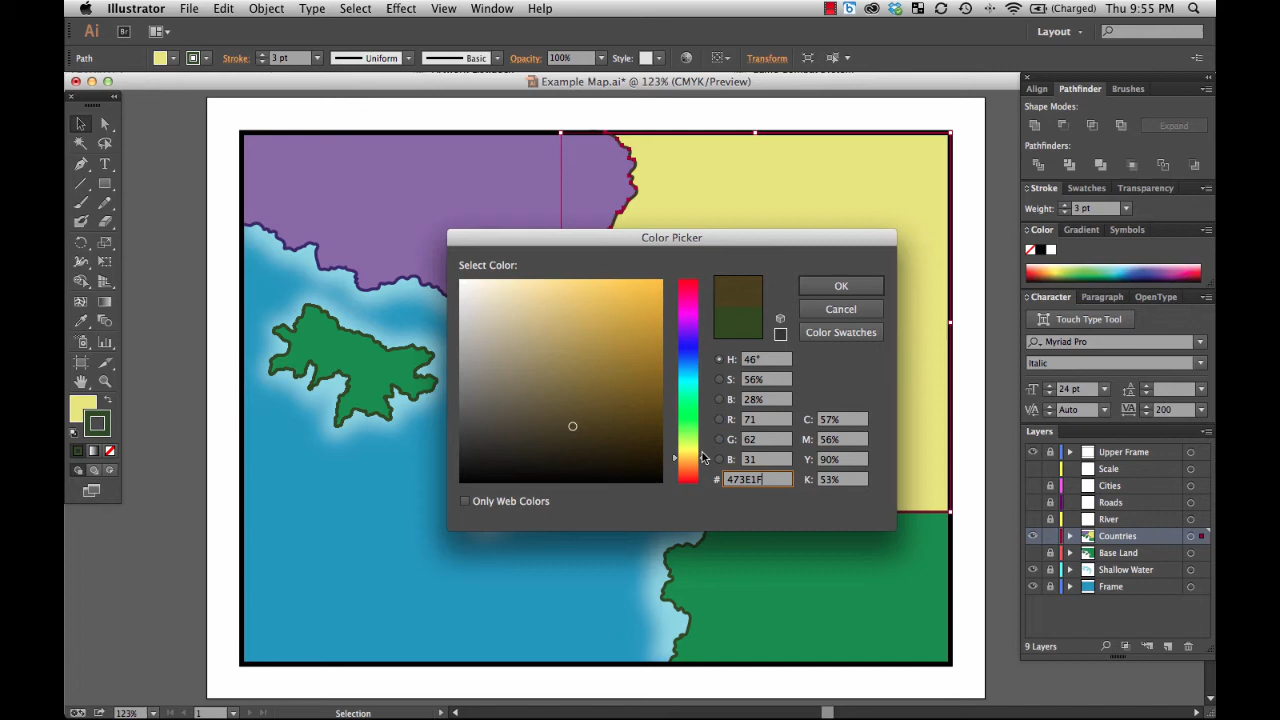 Illustrator File Edit Object Type Select Effect View Window Help (Charged) Thu 9:55 PM
Ai Br Layout
Path Stroke: 3 pt Uniform Basic Opacity: 100% Style: Transform
Example Map.ai* @ 123% (CMYK/Preview)
Align Pathfinder Brushes
Shape Modes:
Expand
Pathfinders:
Stroke Swatches Transparency
Weight: 3 pt
Color Gradient Symbols
Character Paragraph OpenType
Touch Type Tool
Myriad Pro
Italic
24 pt
Auto 200
Layers
Upper Frame
Scale
Cities
Roads
River
Countries
Base Land
Shallow Water
Frame
9 Layers
Color Picker
Select Color:
OK
Cancel
Color Swatches
H: 46°
S: 56%
B: 28%
R: 71 C: 57%
G: 62 M: 56%
B: 31 Y: 90%
# 473E1F K: 53%
Only Web Colors
123% 1 Selection